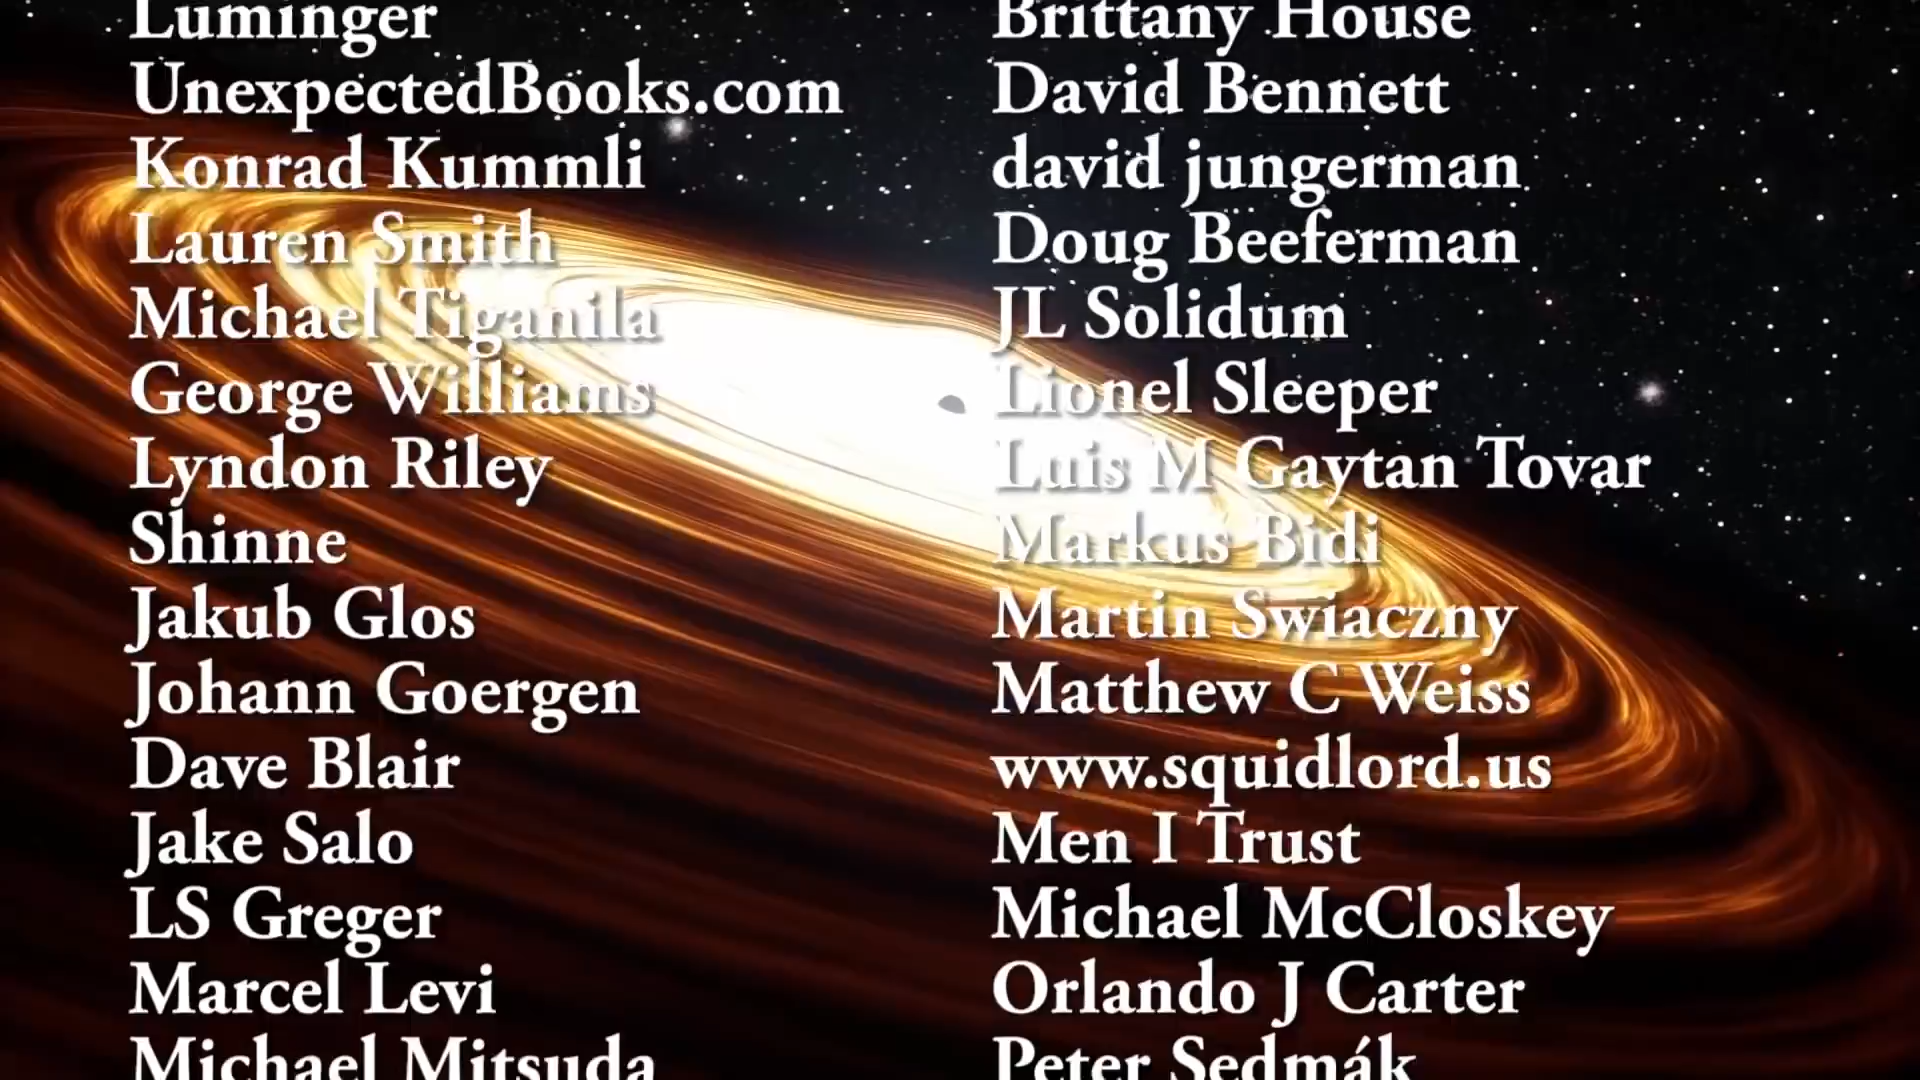 Luminger
UnexpectedBooks.com
Konrad Kummli
Lauren Smith
Michael Tiganila
George Williams
Lyndon Riley
Shinne
Jakub Glos
Johann Goergen
Dave Blair
Jake Salo
LS Greger
Marcel Levi
Michael Mitsuda
Brittany House
David Bennett
david jungerman
Doug Beeferman
JL Solidum
Lionel Sleeper
Luis M Gaytan Tovar
Markus Bidi
Martin Swiaczny
Matthew C Weiss
www.squidlord.us
Men I Trust
Michael McCloskey
Orlando J Carter
Peter Sedmák